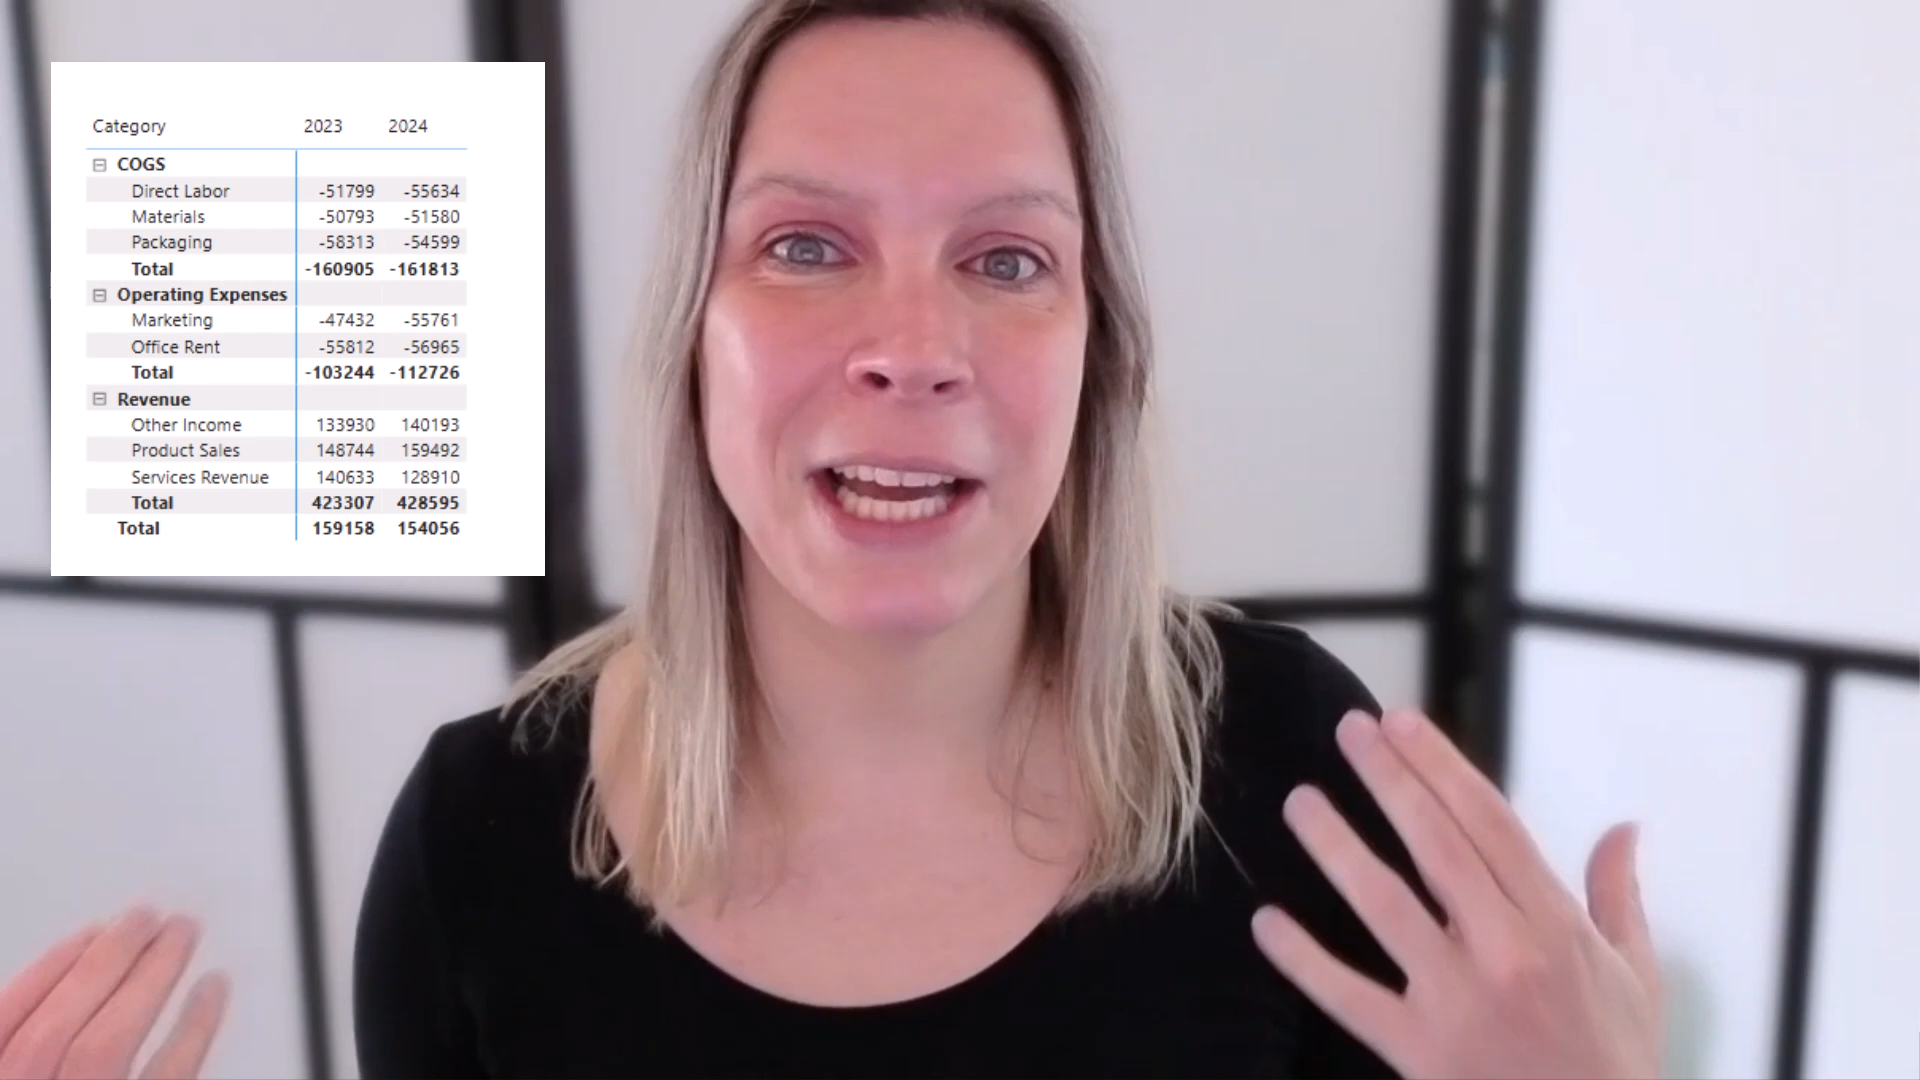 Category 2023 2024
COGS
Direct Labor -51799 -55634
Materials -50793 -51580
Packaging -58313 -54599
Total -160905 -161813
Operating Expenses
Marketing -47432 -55761
Office Rent -55812 -56965
Total -103244 -112726
Revenue
Other Income 133930 140193
Product Sales 148744 159492
Services Revenue 140633 128910
Total 423307 428595
Total 159158 154056